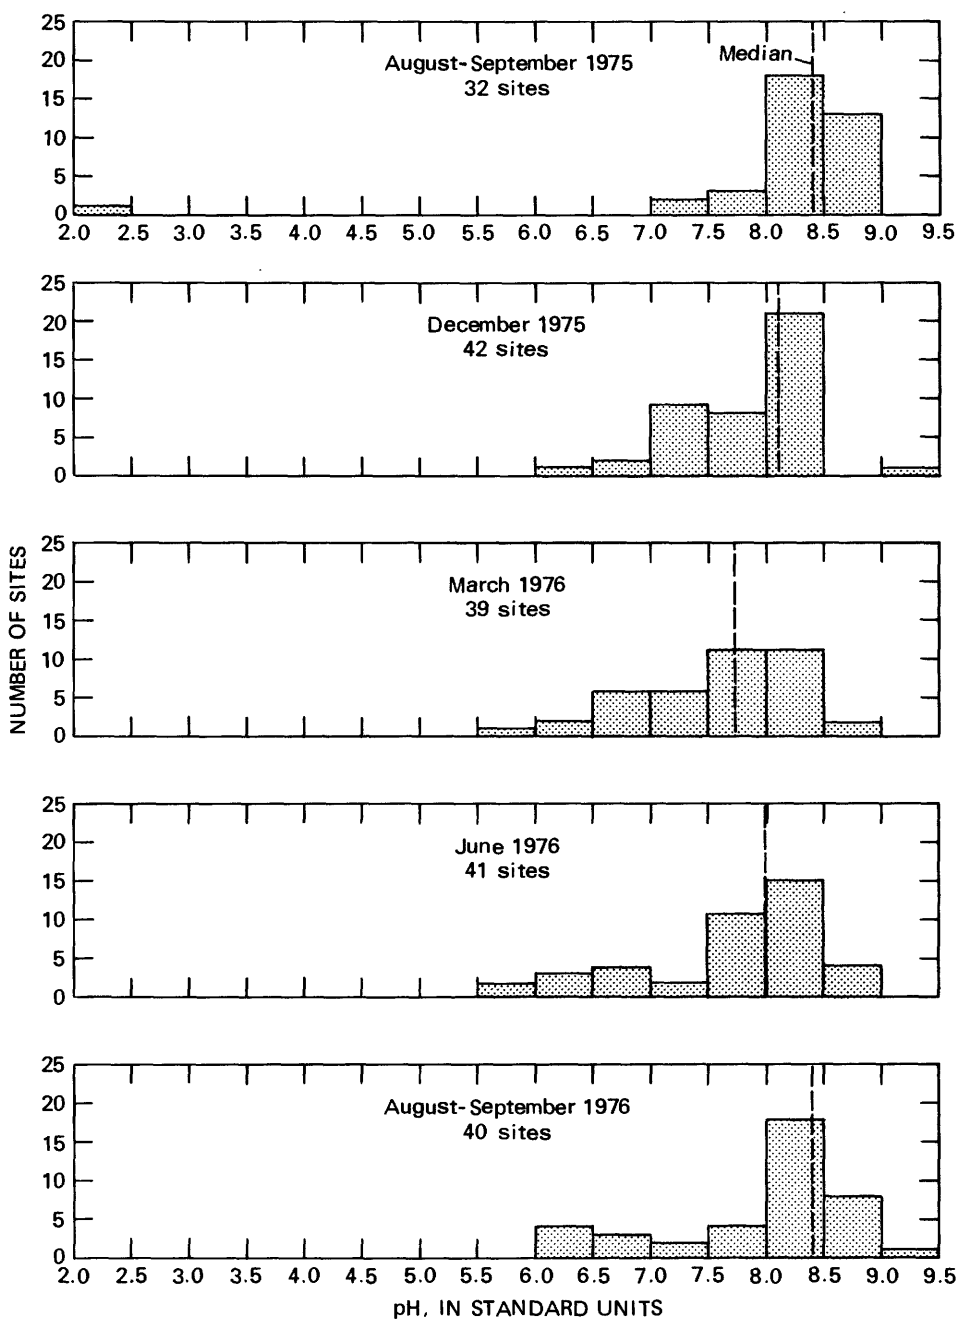 25
20
15
10
5
0
August-September 1975
32 sites
Median
2.0 2.5 3.0 3.5 4.0 4.5 5.0 5.5 6.0 6.5 7.0 7.5 8.0 8.5 9.0 9.5
25
20
15
10
5
0
December 1975
42 sites
25
20
15
10
5
0
March 1976
39 sites
NUMBER OF SITES
25
20
15
10
5
0
June 1976
41 sites
25
20
15
10
5
0
August-September 1976
40 sites
2.0 2.5 3.0 3.5 4.0 4.5 5.0 5.5 6.0 6.5 7.0 7.5 8.0 8.5 9.0 9.5
pH, IN STANDARD UNITS